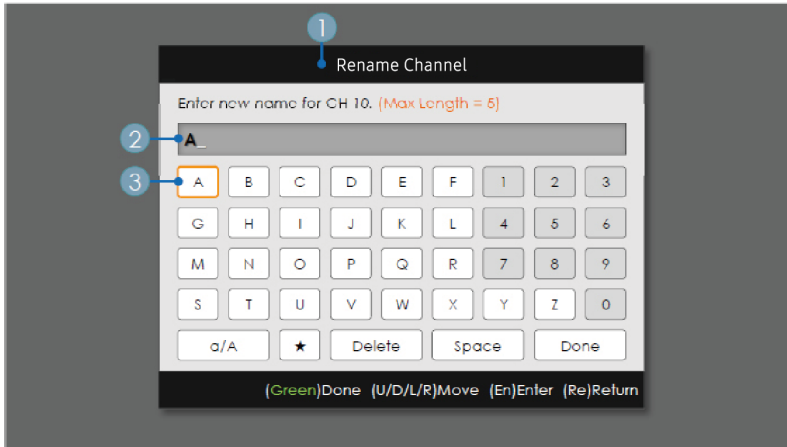 1
Rename Channel
Enter new name for CH 10. (Max Length = 5)
2
A_
3
A B C D E F 1 2 3
G H I J K L 4 5 6
M N O P Q R 7 8 9
S T U V W X Y Z 0
a/A ★ Delete Space Done
(Green)Done (U/D/L/R)Move (En)Enter (Re)Return